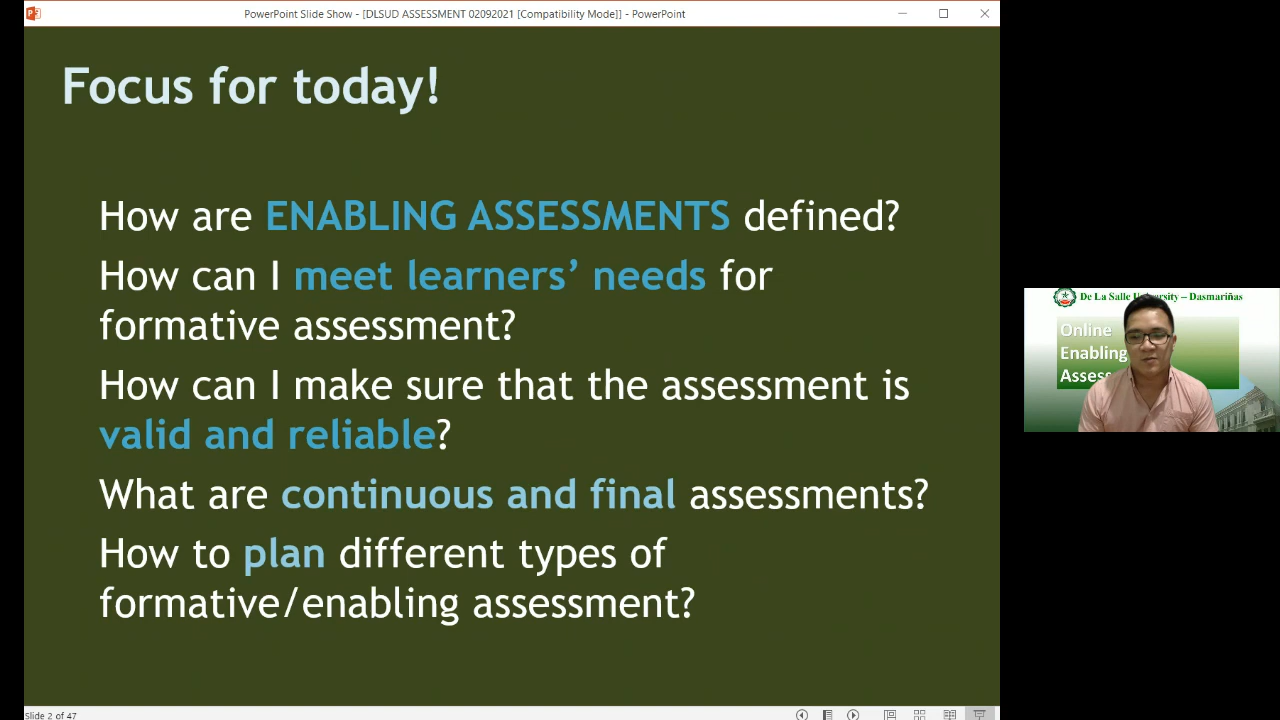 PowerPoint Slide Show - [DLSUD ASSESSMENT 02092021 [Compatibility Mode]] - PowerPoint
Focus for today!
How are ENABLING ASSESSMENTS defined?
How can I meet learners’ needs for
formative assessment?
How can I make sure that the assessment is
valid and reliable?
What are continuous and final assessments?
How to plan different types of
formative/enabling assessment?
Slide 2 of 47
De La Salle University – Dasmariñas
Online
Enabling